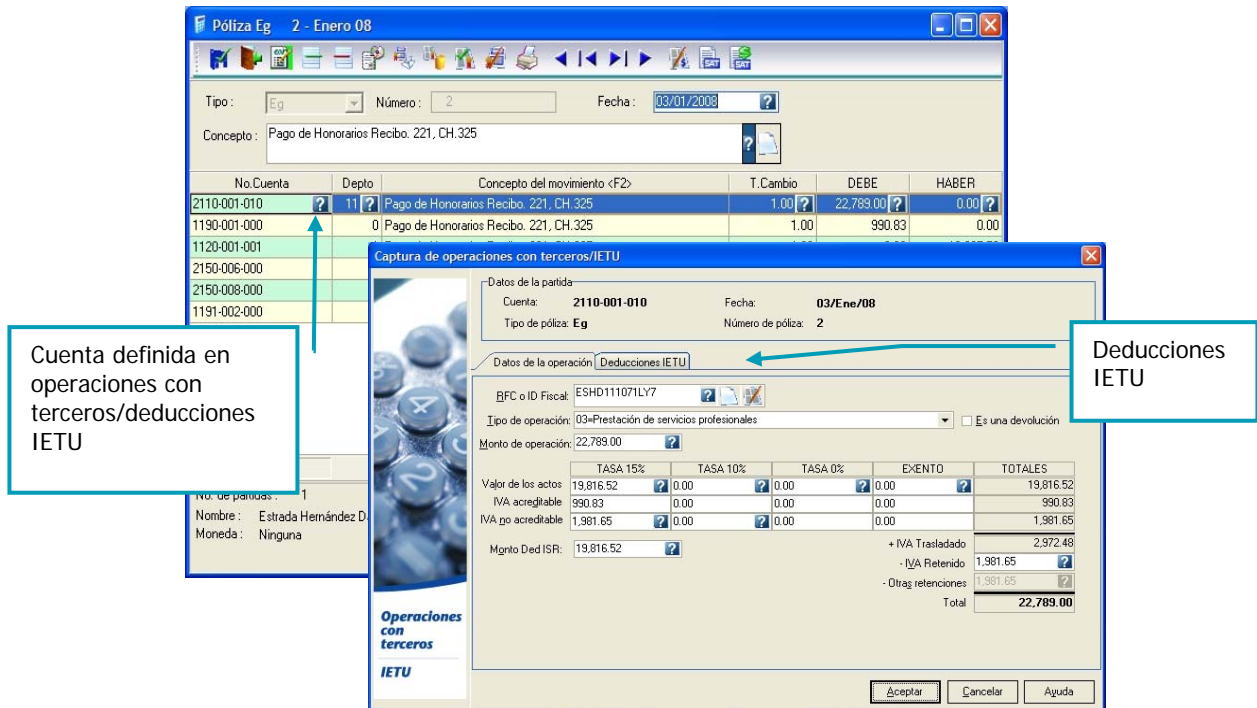 Póliza Eg 2 - Enero 08
Tipo : Eg Número : 2 Fecha : 03/01/2008
Concepto : Pago de Honorarios Recibo. 221, CH.325
No.Cuenta Depto Concepto del movimiento <F2> T.Cambio DEBE HABER
2110-001-010 11 Pago de Honorarios Recibo. 221, CH.325 1.00 22,789.00 0.00
1190-001-000 0 Pago de Honorarios Recibo. 221, CH.325 1.00 990.83 0.00
1120-001-001
2150-006-000
2150-008-000
1191-002-000
Cuenta definida en
operaciones con
terceros/deducciones
IETU
No. de partidas : 1
Nombre : Estrada Hernández D
Moneda : Ninguna
Captura de operaciones con terceros/IETU
Datos de la partida
Cuenta: 2110-001-010 Fecha: 03/Ene/08
Tipo de póliza: Eg Número de póliza: 2
Datos de la operación Deducciones IETU
RFC o ID Fiscal: ESHD111071LY7
Tipo de operación: 03=Prestación de servicios profesionales Es una devolución
Monto de operación: 22,789.00
TASA 15% TASA 10% TASA 0% EXENTO TOTALES
Valor de los actos 19,816.52 0.00 0.00 0.00 19,816.52
IVA acreditable 990.83 0.00 0.00 0.00 990.83
IVA no acreditable 1,981.65 0.00 0.00 0.00 1,981.65
Monto Ded ISR: 19,816.52
+ IVA Trasladado 2,972.48
- IVA Retenido 1,981.65
- Otras retenciones 1,981.65
Total 22,789.00
Operaciones
con
terceros
IETU
Aceptar Cancelar Ayuda
Deducciones
IETU